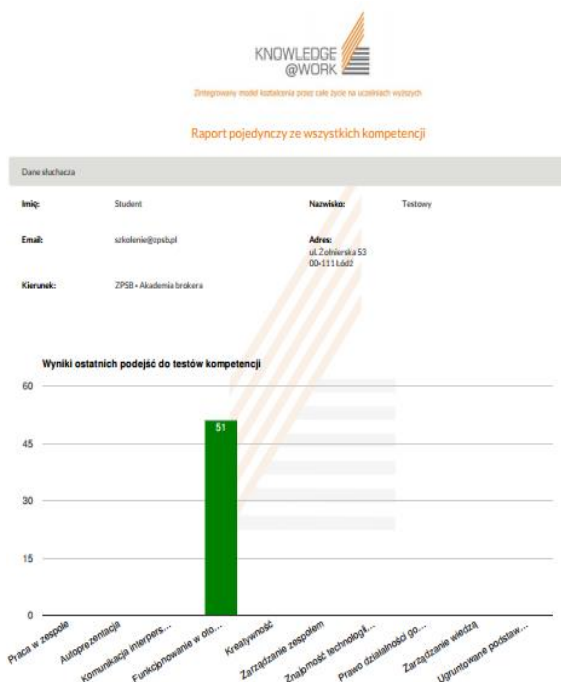 KNOWLEDGE
@WORK
Zintegrowany model kształcenia przez całe życie na uczelniach wyższych
Raport pojedynczy ze wszystkich kompetencji
Dane słuchacza
Imię: Student Nazwisko: Testowy
Email: szkolenie@zpsb.pl Adres:
ul. Żołnierska 53
00-111 Łódź
Kierunek: ZPSB • Akademia brokera
Wyniki ostatnich podejść do testów kompetencji
60
51
45
30
15
0
Praca w zespole
Autoprezentacja
Komunikacja interpers...
Funkcjonowanie w oto...
Kreatywność
Zarządzanie zespołem
Znajomość technologii...
Prawo działalności go...
Zarządzanie wiedzą
Ugruntowane podstaw...